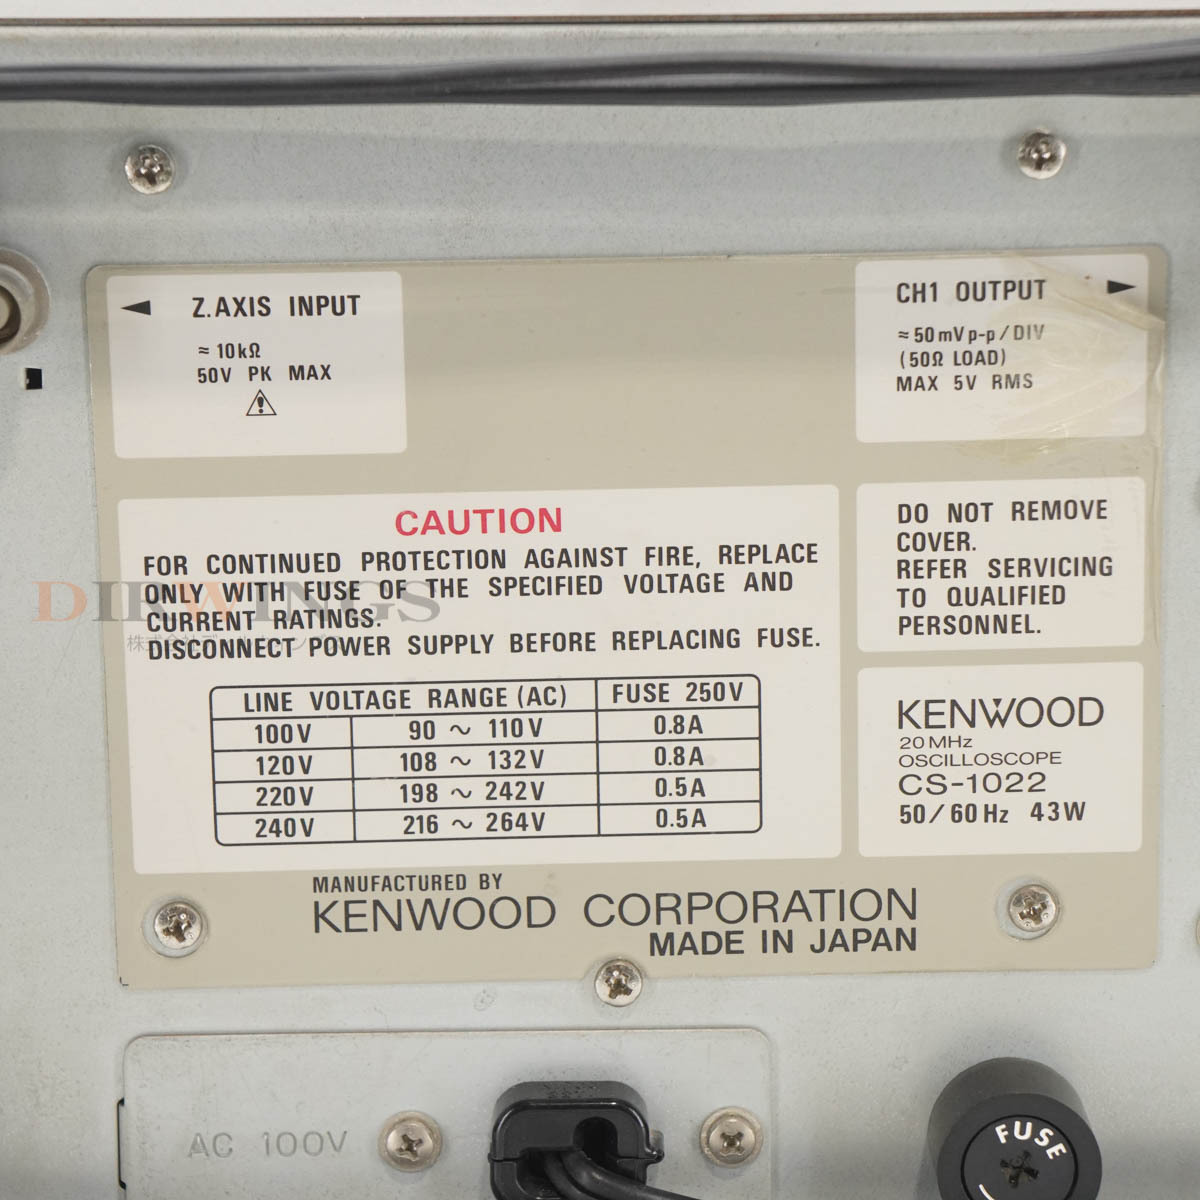 Z.AXIS INPUT
≈ 10kΩ
50V PK MAX
CH1 OUTPUT
≈ 50mVp-p/DIV
(50Ω LOAD)
MAX 5V RMS
CAUTION
FOR CONTINUED PROTECTION AGAINST FIRE, REPLACE
ONLY WITH FUSE OF THE SPECIFIED VOLTAGE AND
CURRENT RATINGS.
DISCONNECT POWER SUPPLY BEFORE REPLACING FUSE.
LINE VOLTAGE RANGE (AC) FUSE 250V
100V 90 ~ 110V 0.8A
120V 108 ~ 132V 0.8A
220V 198 ~ 242V 0.5A
240V 216 ~ 264V 0.5A
DO NOT REMOVE
COVER.
REFER SERVICING
TO QUALIFIED
PERSONNEL.
KENWOOD
20MHz
OSCILLOSCOPE
CS-1022
50/60Hz 43W
MANUFACTURED BY
KENWOOD CORPORATION
MADE IN JAPAN
DIRWINGS
AC 100V
FUSE